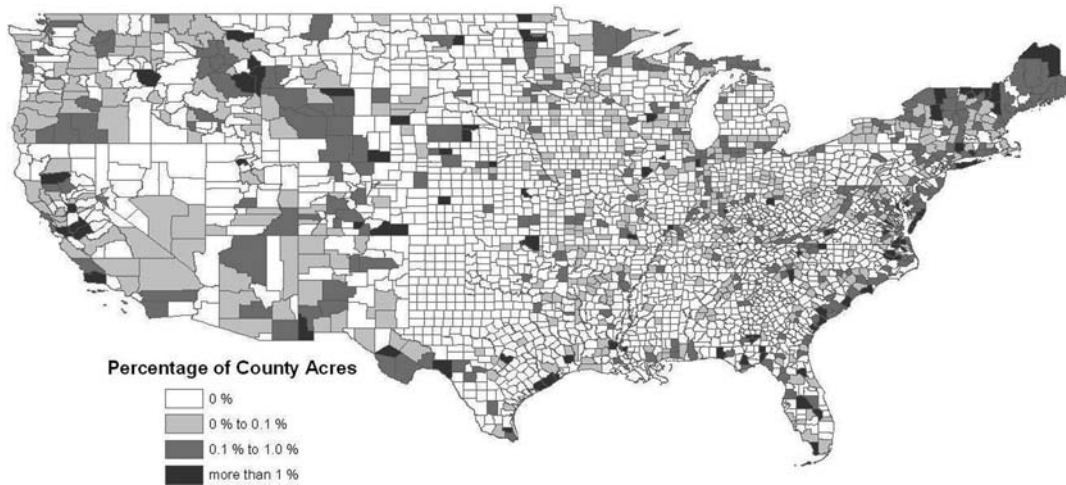 Percentage of County Acres
0 %
0 % to 0.1 %
0.1 % to 1.0 %
more than 1 %